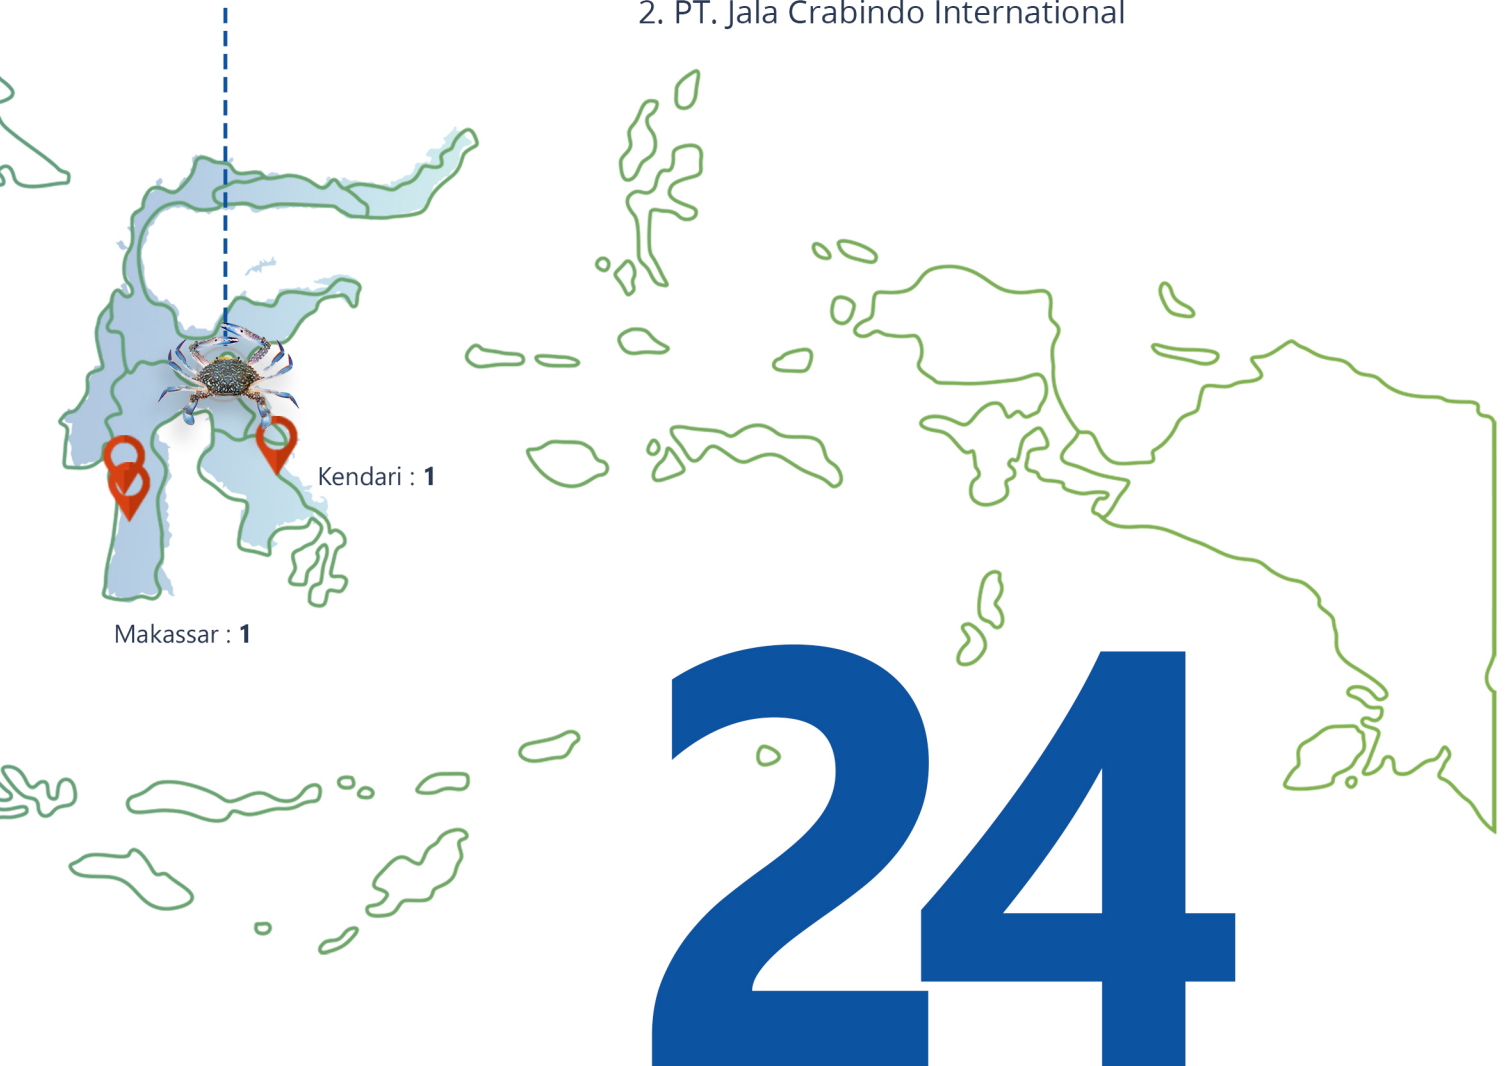 2. PT. Jala Crabindo International
Kendari : 1
Makassar : 1
24